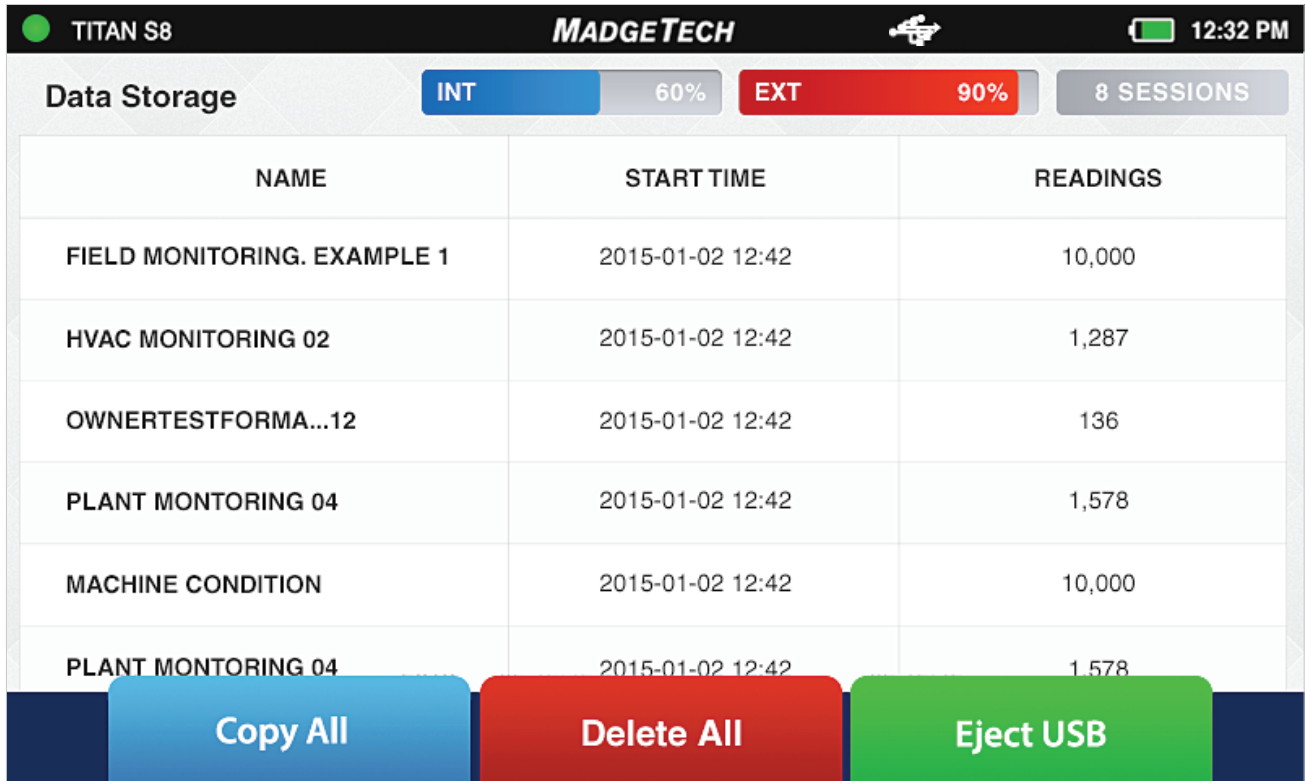 TITAN S8 MADGETECH 12:32 PM
Data Storage INT 60% EXT 90% 8 SESSIONS
NAME START TIME READINGS
FIELD MONITORING. EXAMPLE 1 2015-01-02 12:42 10,000
HVAC MONITORING 02 2015-01-02 12:42 1,287
OWNERTESTFORMA...12 2015-01-02 12:42 136
PLANT MONTORING 04 2015-01-02 12:42 1,578
MACHINE CONDITION 2015-01-02 12:42 10,000
PLANT MONTORING 04 2015-01-02 12:42 1,578
Copy All Delete All Eject USB